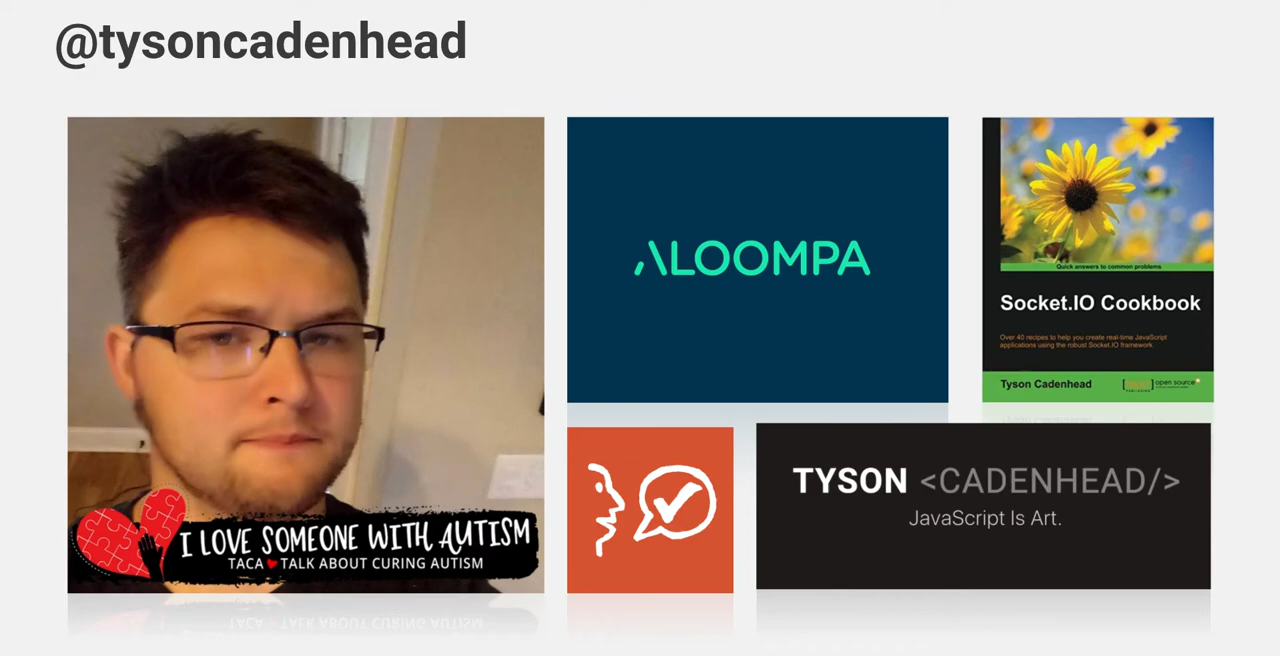 @tysoncadenhead
I LOVE SOMEONE WITH AUTISM
TACA TALK ABOUT CURING AUTISM
ALOOMPA
Quick answers to common problems
Socket.IO Cookbook
Over 40 recipes to help you create real-time JavaScript
applications using the robust Socket.IO framework
Tyson Cadenhead
open source
TYSON <CADENHEAD/>
JavaScript Is Art.